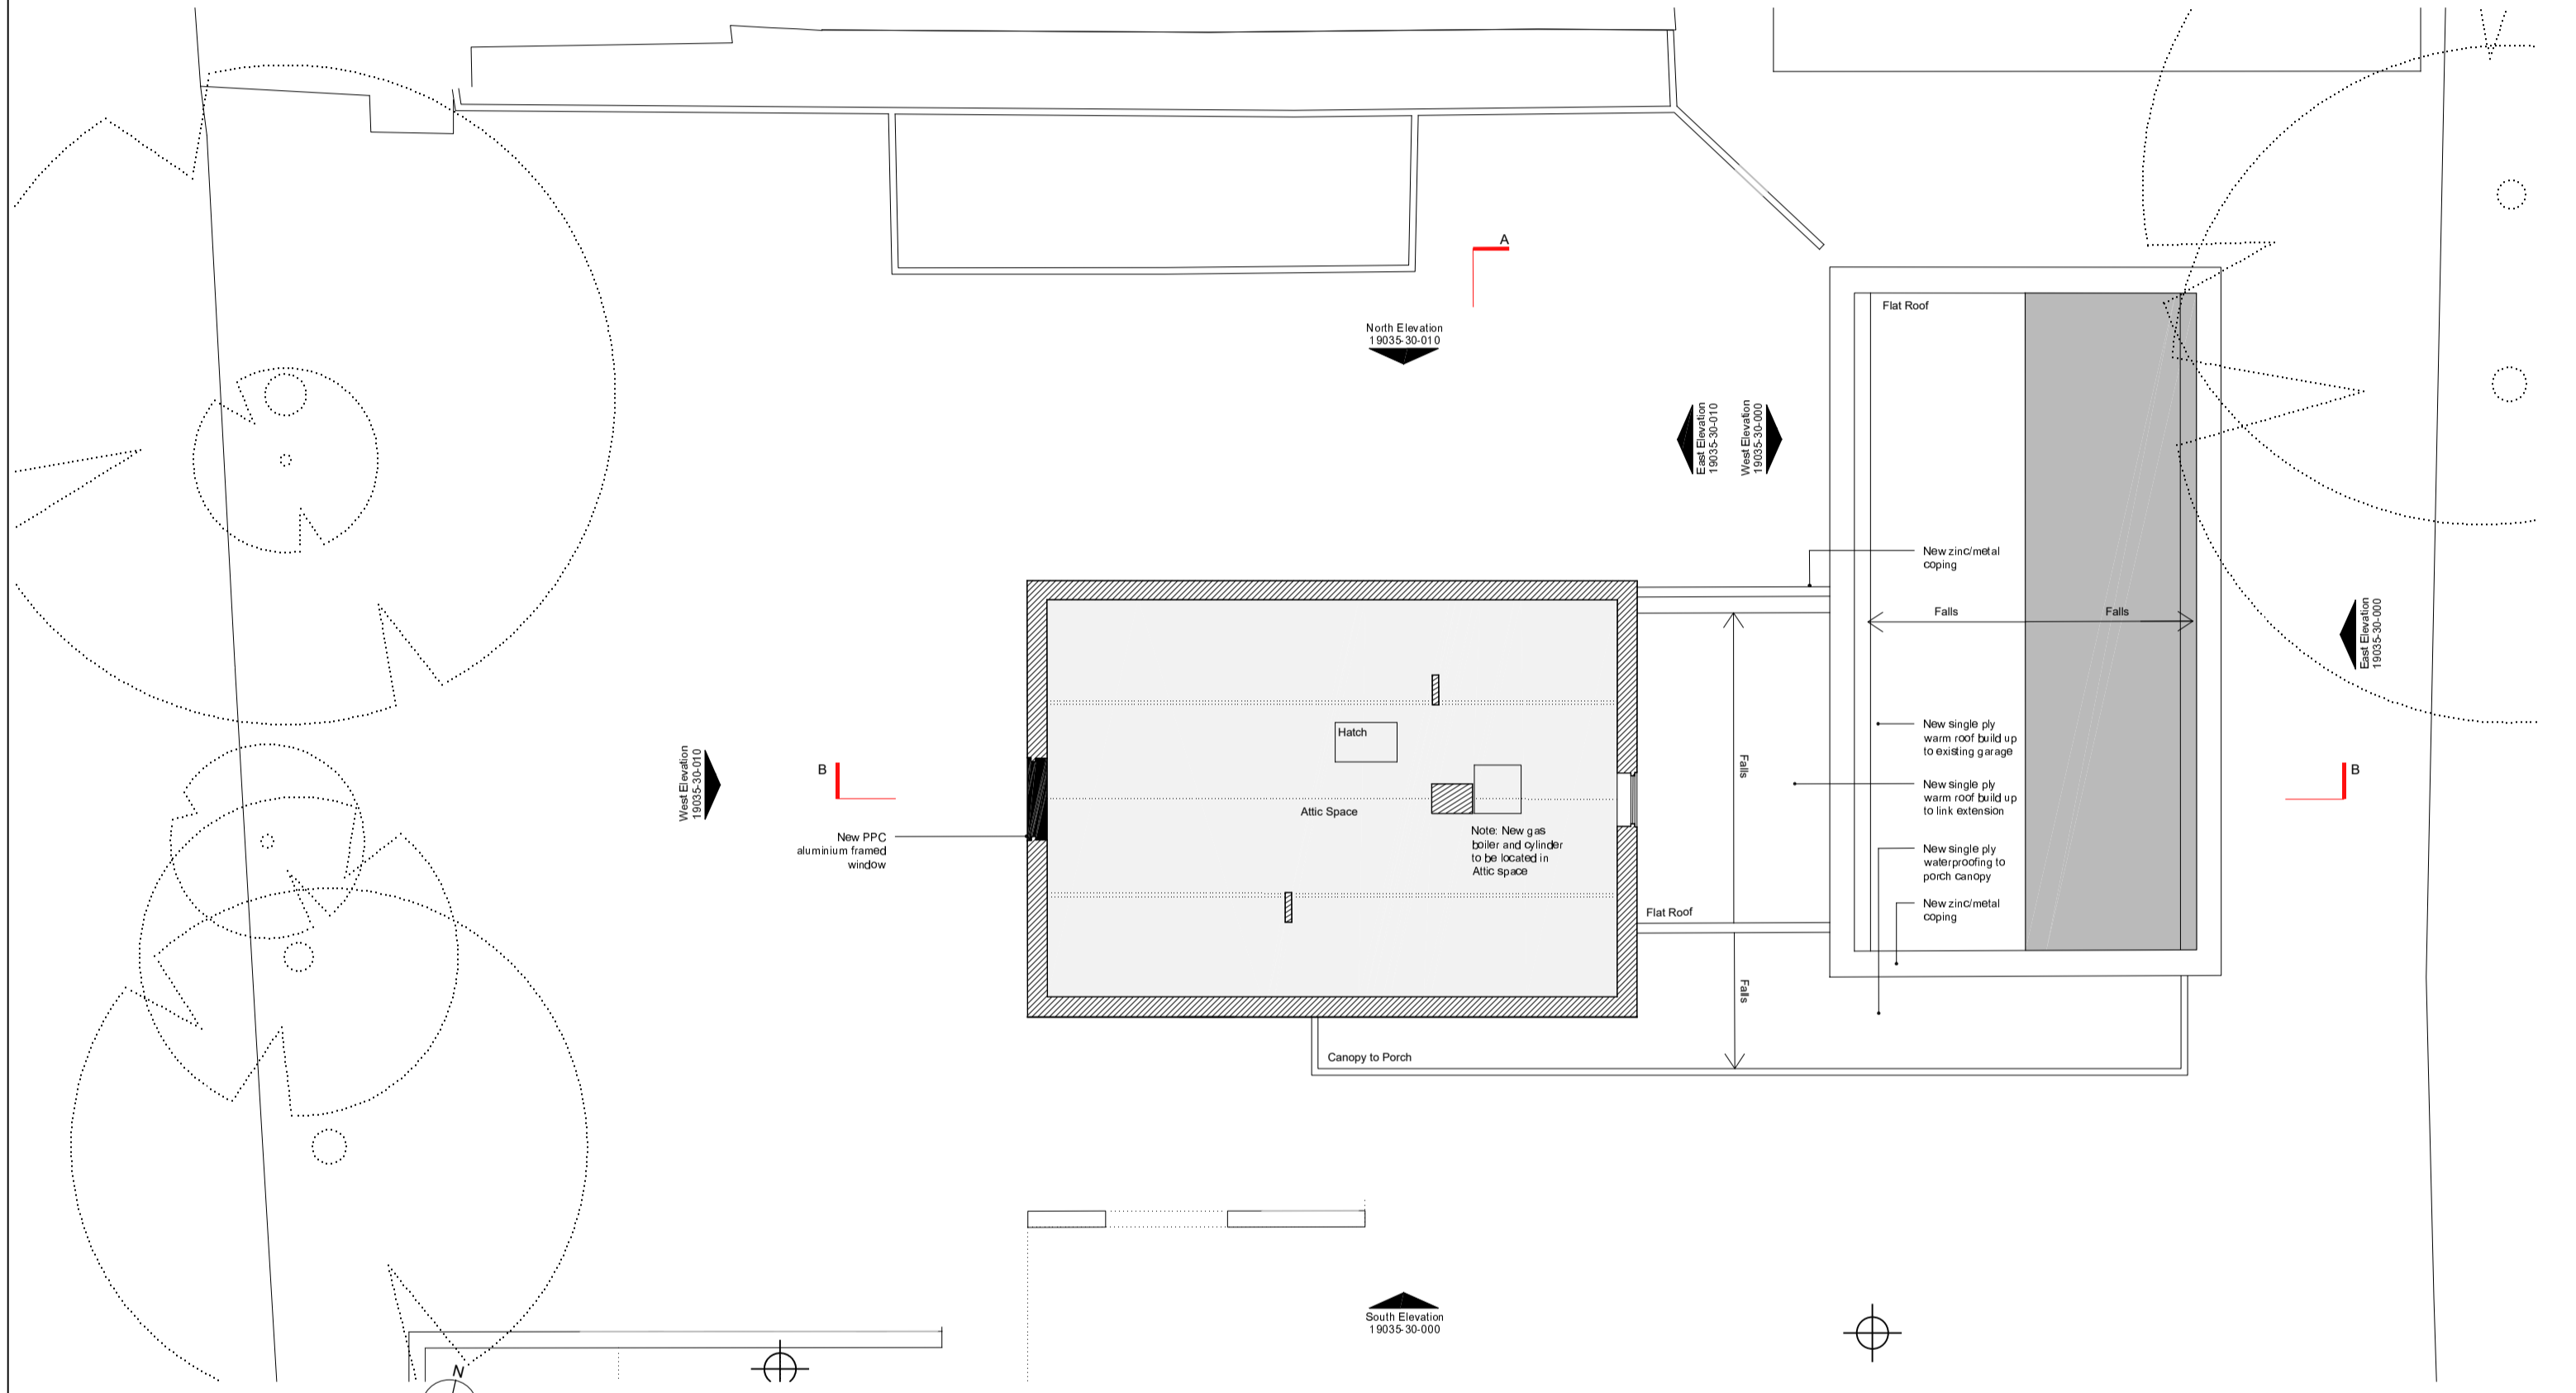 A
North Elevation
19035-30-010
Flat Roof
East Elevation
19035-30-010
West Elevation
19035-30-000
New zinc/metal
coping
Falls
Falls
East Elevation
19035-30-000
New single ply
warm roof build up
to existing garage
Hatch
Falls
West Elevation
19035-30-010
B
B
New single ply
warm roof build up
to link extension
Attic Space
New PPC
aluminium framed
window
Note: New gas
boiler and cylinder
to be located in
Attic space
New single ply
waterproofing to
porch canopy
New zinc/metal
coping
Flat Roof
Falls
Canopy to Porch
South Elevation
19035-30-000
N